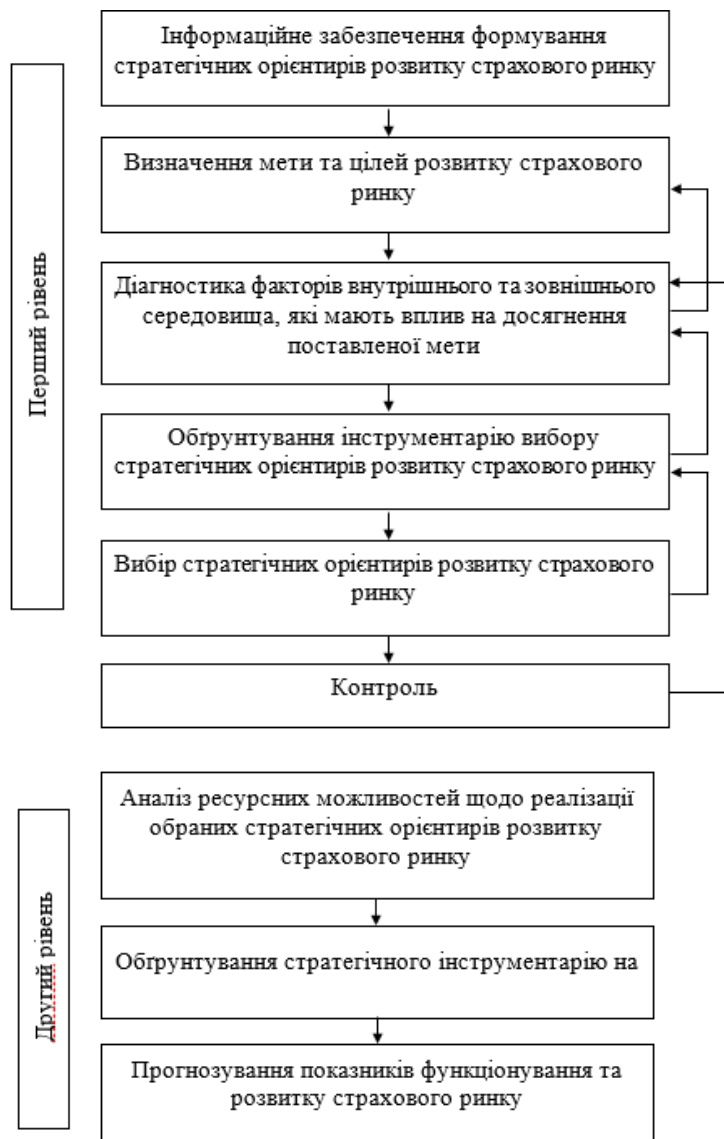 Перший рівень
Інформаційне забезпечення формування
стратегічних орієнтирів розвитку страхового ринку
Визначення мети та цілей розвитку страхового
ринку
Діагностика факторів внутрішнього та зовнішнього
середовища, які мають вплив на досягнення
поставленої мети
Обґрунтування інструментарію вибору
стратегічних орієнтирів розвитку страхового ринку
Вибір стратегічних орієнтирів розвитку страхового
ринку
Контроль
Другий рівень
Аналіз ресурсних можливостей щодо реалізації
обраних стратегічних орієнтирів розвитку
страхового ринку
Обґрунтування стратегічного інструментарію на
Прогнозування показників функціонування та
розвитку страхового ринку